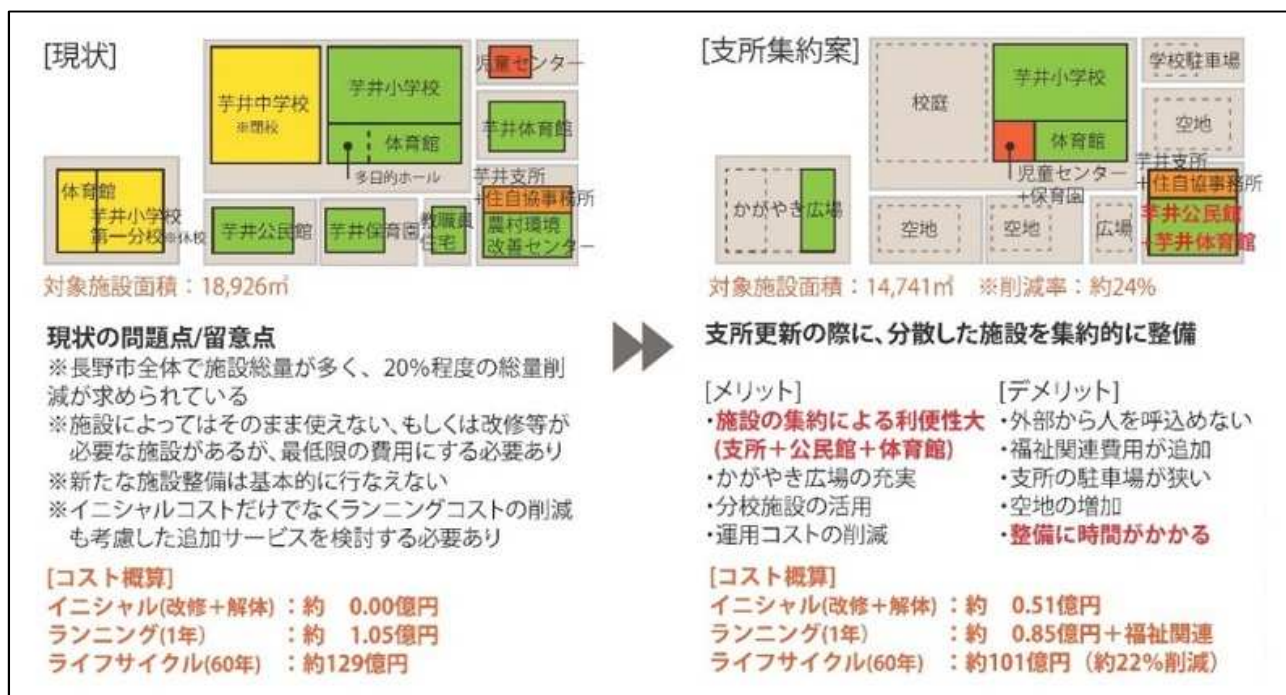 [現状]
芋井中学校
※閉校
芋井小学校
体育館
多目的ホール
児童センター
芋井体育館
芋井支所
+住自協事務所
農村環境
改善センター
体育館
芋井小学校
第一分校※休校
芋井公民館
芋井保育園
教職員
住宅
対象施設面積：18,926㎡
現状の問題点/留意点
※長野市全体で施設総量が多く、20%程度の総量削
減が求められている
※施設によってはそのまま使えない、もしくは改修等が
必要な施設があるが、最低限の費用にする必要あり
※新たな施設整備は基本的に行なえない
※イニシャルコストだけでなくランニングコストの削減
も考慮した追加サービスを検討する必要あり
[コスト概算]
イニシャル(改修＋解体)：約 0.00億円
ランニング(1年)：約 1.05億円
ライフサイクル(60年)：約129億円
[支所集約案]
校庭
芋井小学校
体育館
児童センター
+保育園
学校駐車場
空地
芋井支所
+住自協事務所
芋井公民館
+芋井体育館
かがやき広場
空地
空地
広場
対象施設面積：14,741㎡ ※削減率：約24%
支所更新の際に、分散した施設を集約的に整備
[メリット]
・施設の集約による利便性大
(支所＋公民館＋体育館)
・かがやき広場の充実
・分校施設の活用
・運用コストの削減
[デメリット]
・外部から人を呼込めない
・福祉関連費用が追加
・支所の駐車場が狭い
・空地の増加
・整備に時間がかかる
[コスト概算]
イニシャル(改修＋解体)：約 0.51億円
ランニング(1年)：約 0.85億円＋福祉関連
ライフサイクル(60年)：約101億円（約22%削減）